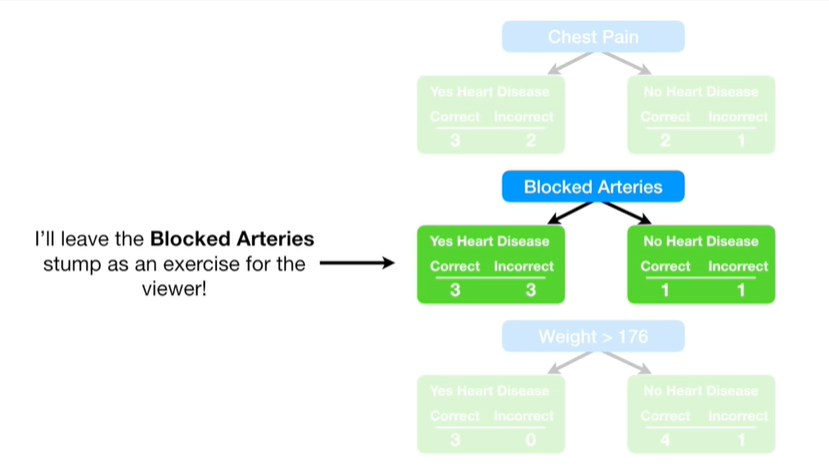 Chest Pain
Yes Heart Disease No Heart Disease
Correct Incorrect Correct Incorrect
3 2 2 1
Blocked Arteries
I'll leave the Blocked Arteries
stump as an exercise for the
viewer!
Yes Heart Disease No Heart Disease
Correct Incorrect Correct Incorrect
3 3 1 1
Weight > 176
Yes Heart Disease No Heart Disease
Correct Incorrect Correct Incorrect
3 0 4 1